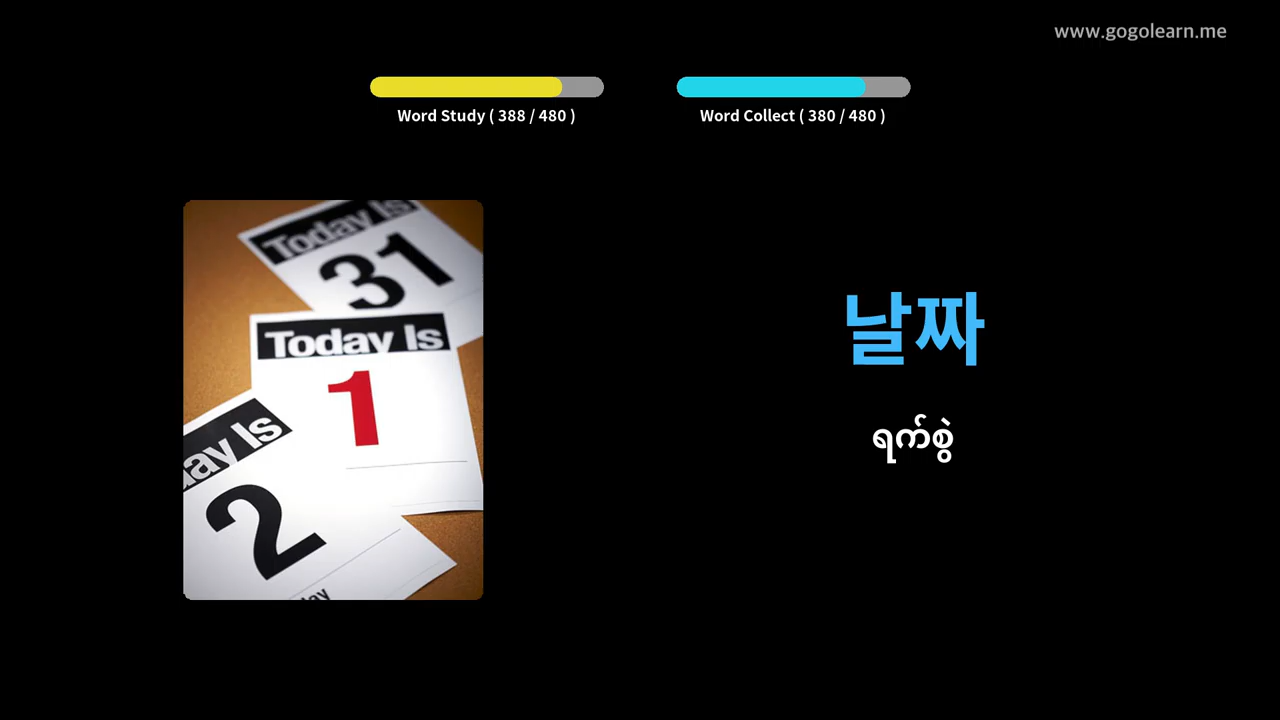 www.gogolearn.me
Word Study ( 388 / 480 )
Word Collect ( 380 / 480 )
Today Is
31
Today Is
1
ay Is
2
날짜
ရက်စွဲ